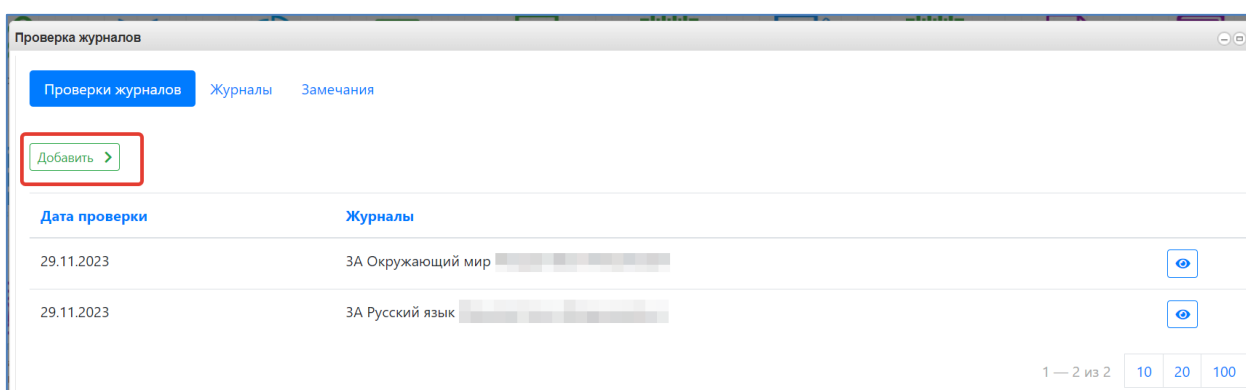 Проверка журналов
Проверки журналов Журналы Замечания
Добавить
Дата проверки Журналы
29.11.2023 3А Окружающий мир
29.11.2023 3А Русский язык
1 — 2 из 2 10 20 100